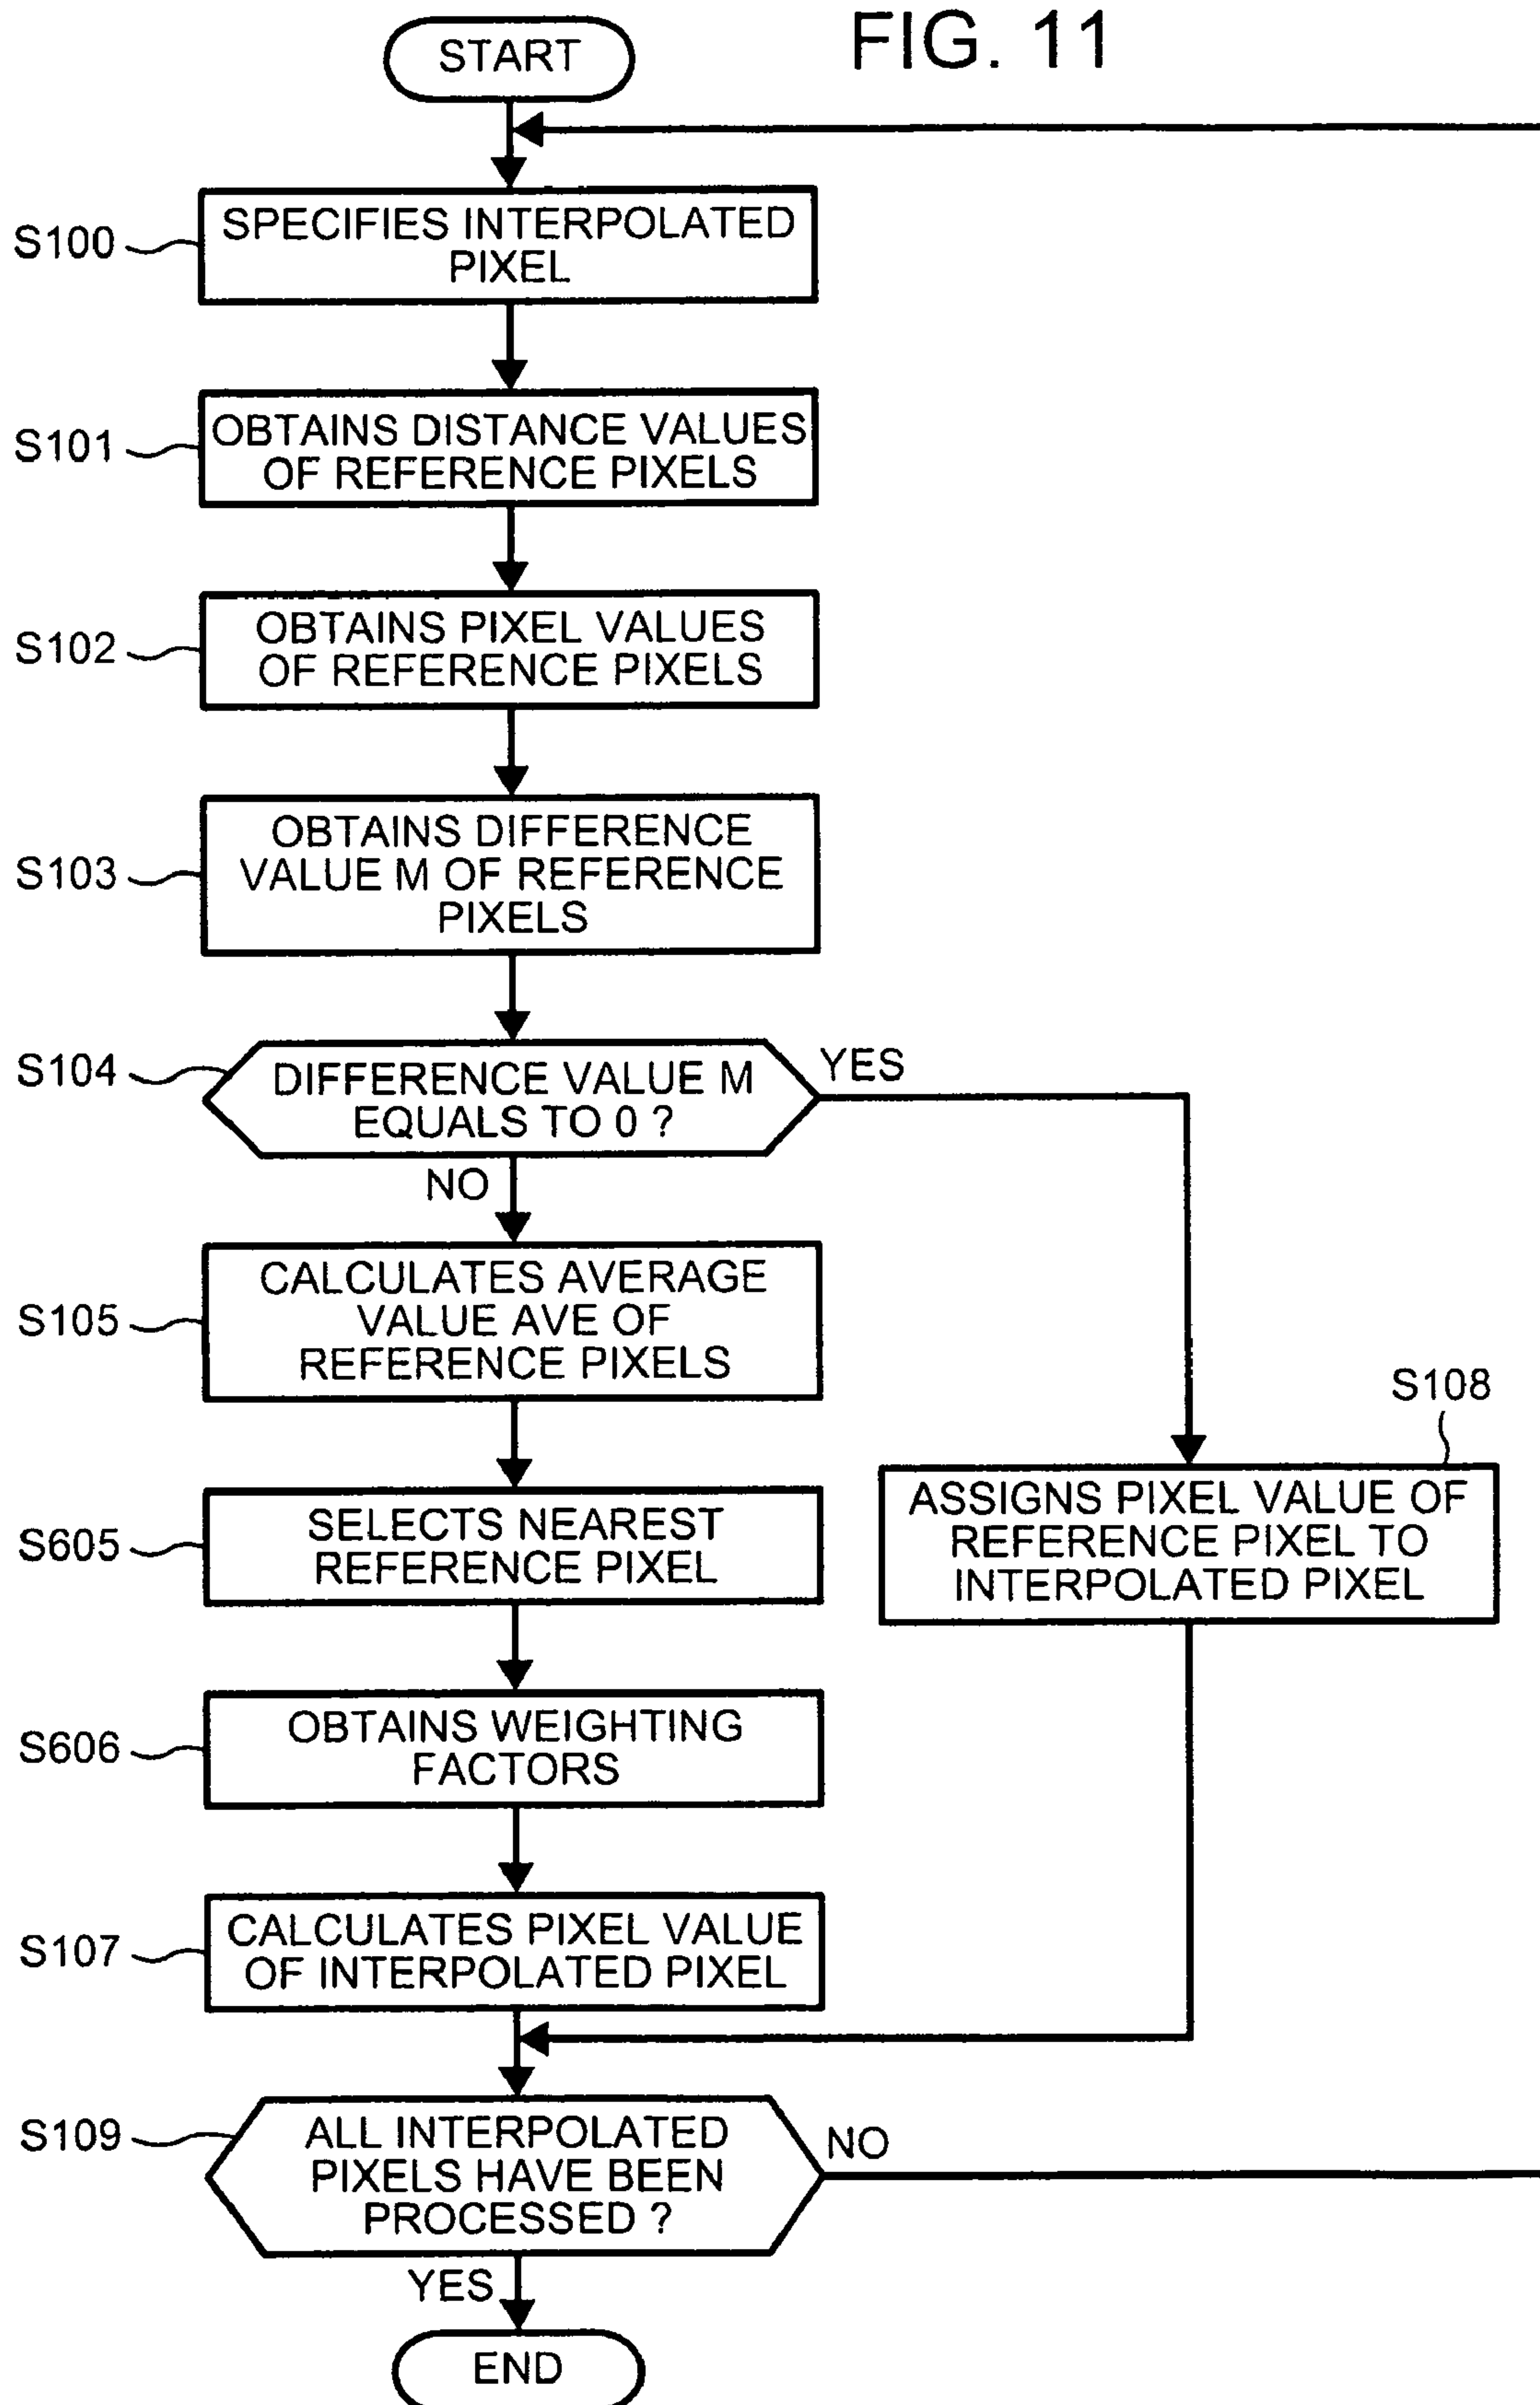 FIG. 11
START
S100
SPECIFIES INTERPOLATED
PIXEL
S101
OBTAINS DISTANCE VALUES
OF REFERENCE PIXELS
S102
OBTAINS PIXEL VALUES
OF REFERENCE PIXELS
S103
OBTAINS DIFFERENCE
VALUE M OF REFERENCE
PIXELS
S104
DIFFERENCE VALUE M
EQUALS TO 0 ?
YES
NO
S105
CALCULATES AVERAGE
VALUE AVE OF
REFERENCE PIXELS
S108
ASSIGNS PIXEL VALUE OF
REFERENCE PIXEL TO
INTERPOLATED PIXEL
S605
SELECTS NEAREST
REFERENCE PIXEL
S606
OBTAINS WEIGHTING
FACTORS
S107
CALCULATES PIXEL VALUE
OF INTERPOLATED PIXEL
S109
ALL INTERPOLATED
PIXELS HAVE BEEN
PROCESSED ?
NO
YES
END